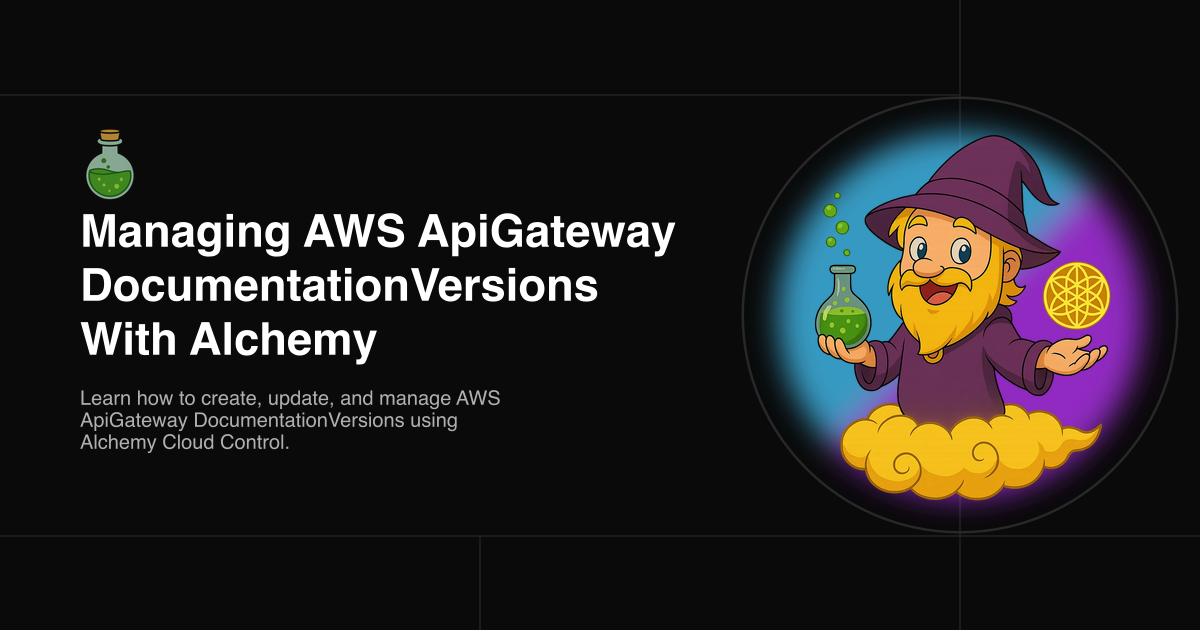 Managing AWS ApiGateway
DocumentationVersions
With Alchemy
Learn how to create, update, and manage AWS
ApiGateway DocumentationVersions using
Alchemy Cloud Control.